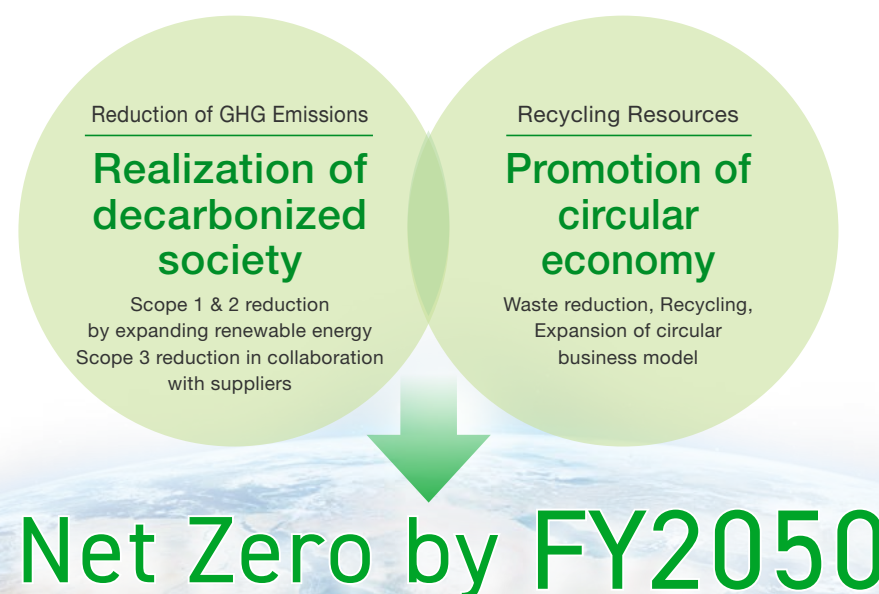 Reduction of GHG Emissions
Realization of
decarbonized
society
Scope 1 & 2 reduction
by expanding renewable energy
Scope 3 reduction in collaboration
with suppliers
Recycling Resources
Promotion of
circular
economy
Waste reduction, Recycling,
Expansion of circular
business model
Net Zero by FY2050